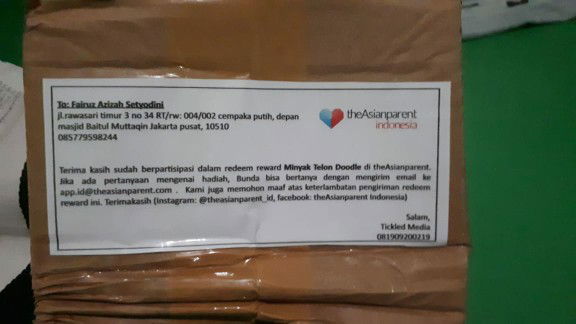 To: Fairuz Azizah Setyodini
jl.rawasari timur 3 no 34 RT/rw: 004/002 cempaka putih, depan
masjid Baitul Muttaqin Jakarta pusat, 10510
085779598244
theAsianparent
indonesia
Terima kasih sudah berpartisipasi dalam redeem reward Minyak Telon Doodle di theAsianparent.
Jika ada pertanyaan mengenai hadiah, Bunda bisa bertanya dengan mengirim email ke
app.id@theasianparent.com . Kami juga memohon maaf atas keterlambatan pengiriman redeem
reward ini. Terimakasih (Instagram: @theasianparent_id, facebook: theAsianparent Indonesia)
Salam,
Tickled Media
081909200219